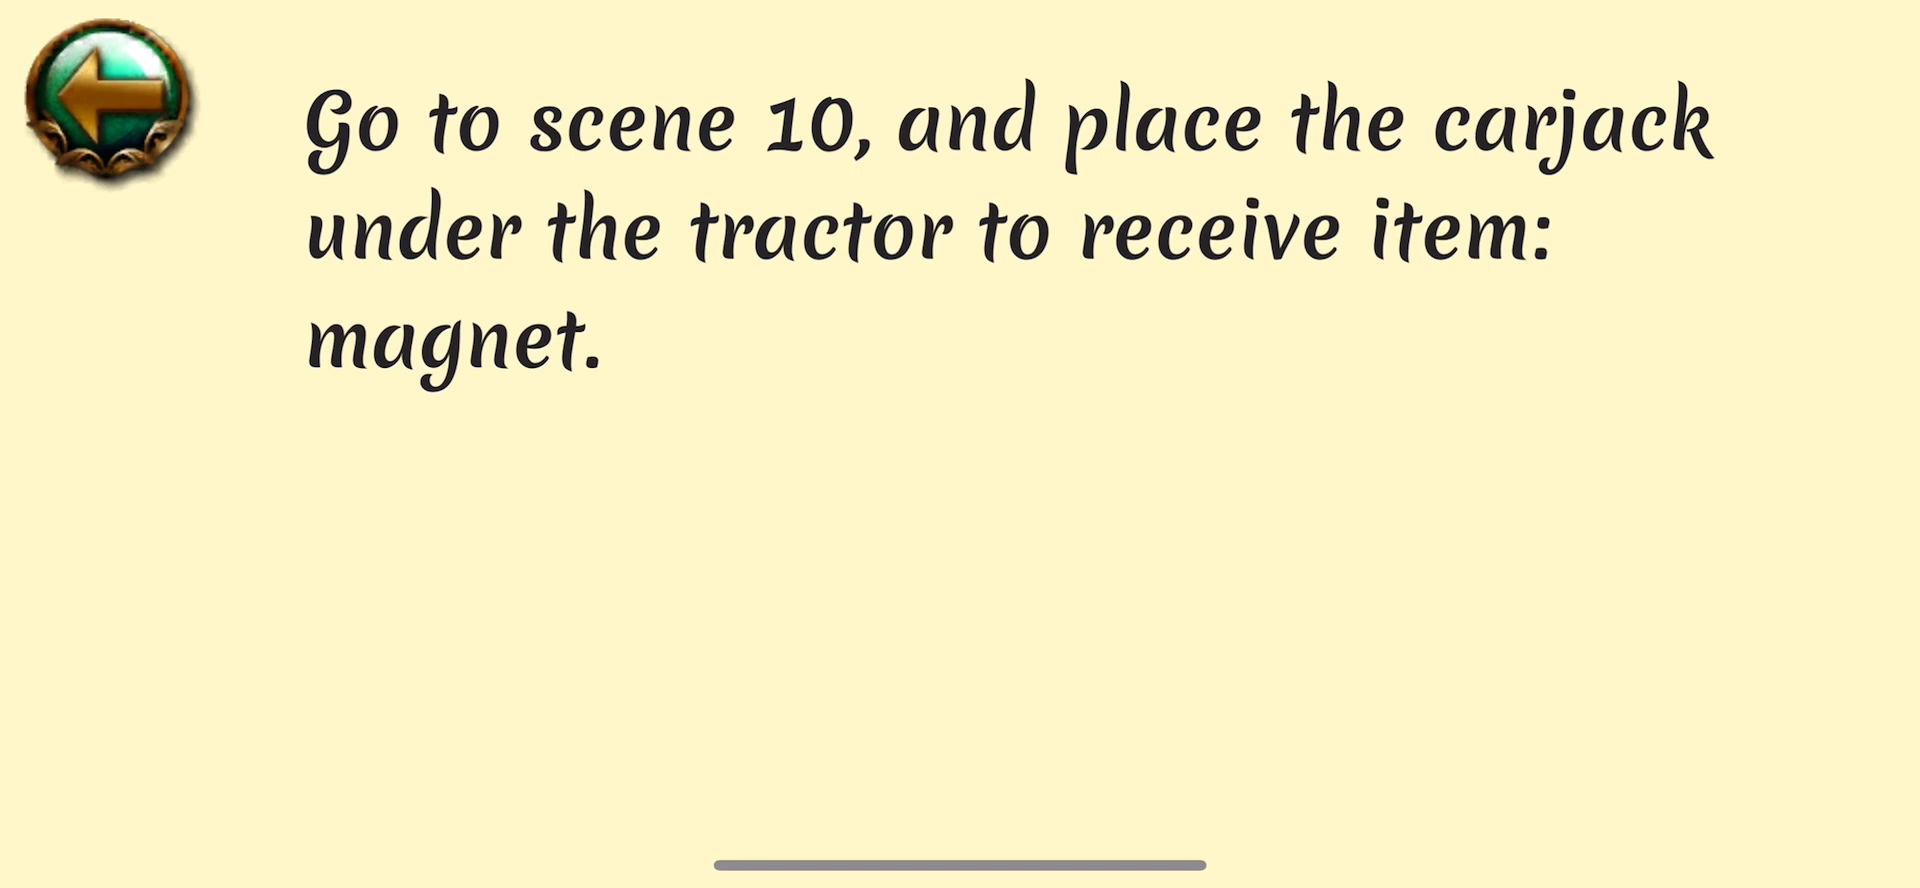 Go to scene 10, and place the carjack
under the tractor to receive item:
magnet.